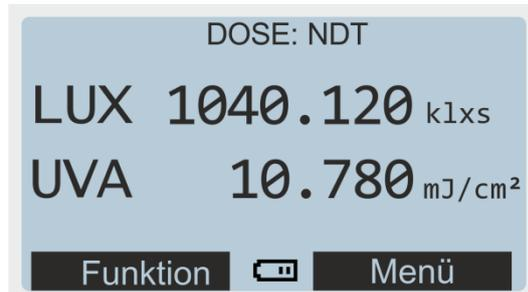 DOSE: NDT
LUX 1040.120 klxs
UVA 10.780 mJ/cm²
Funktion Menü